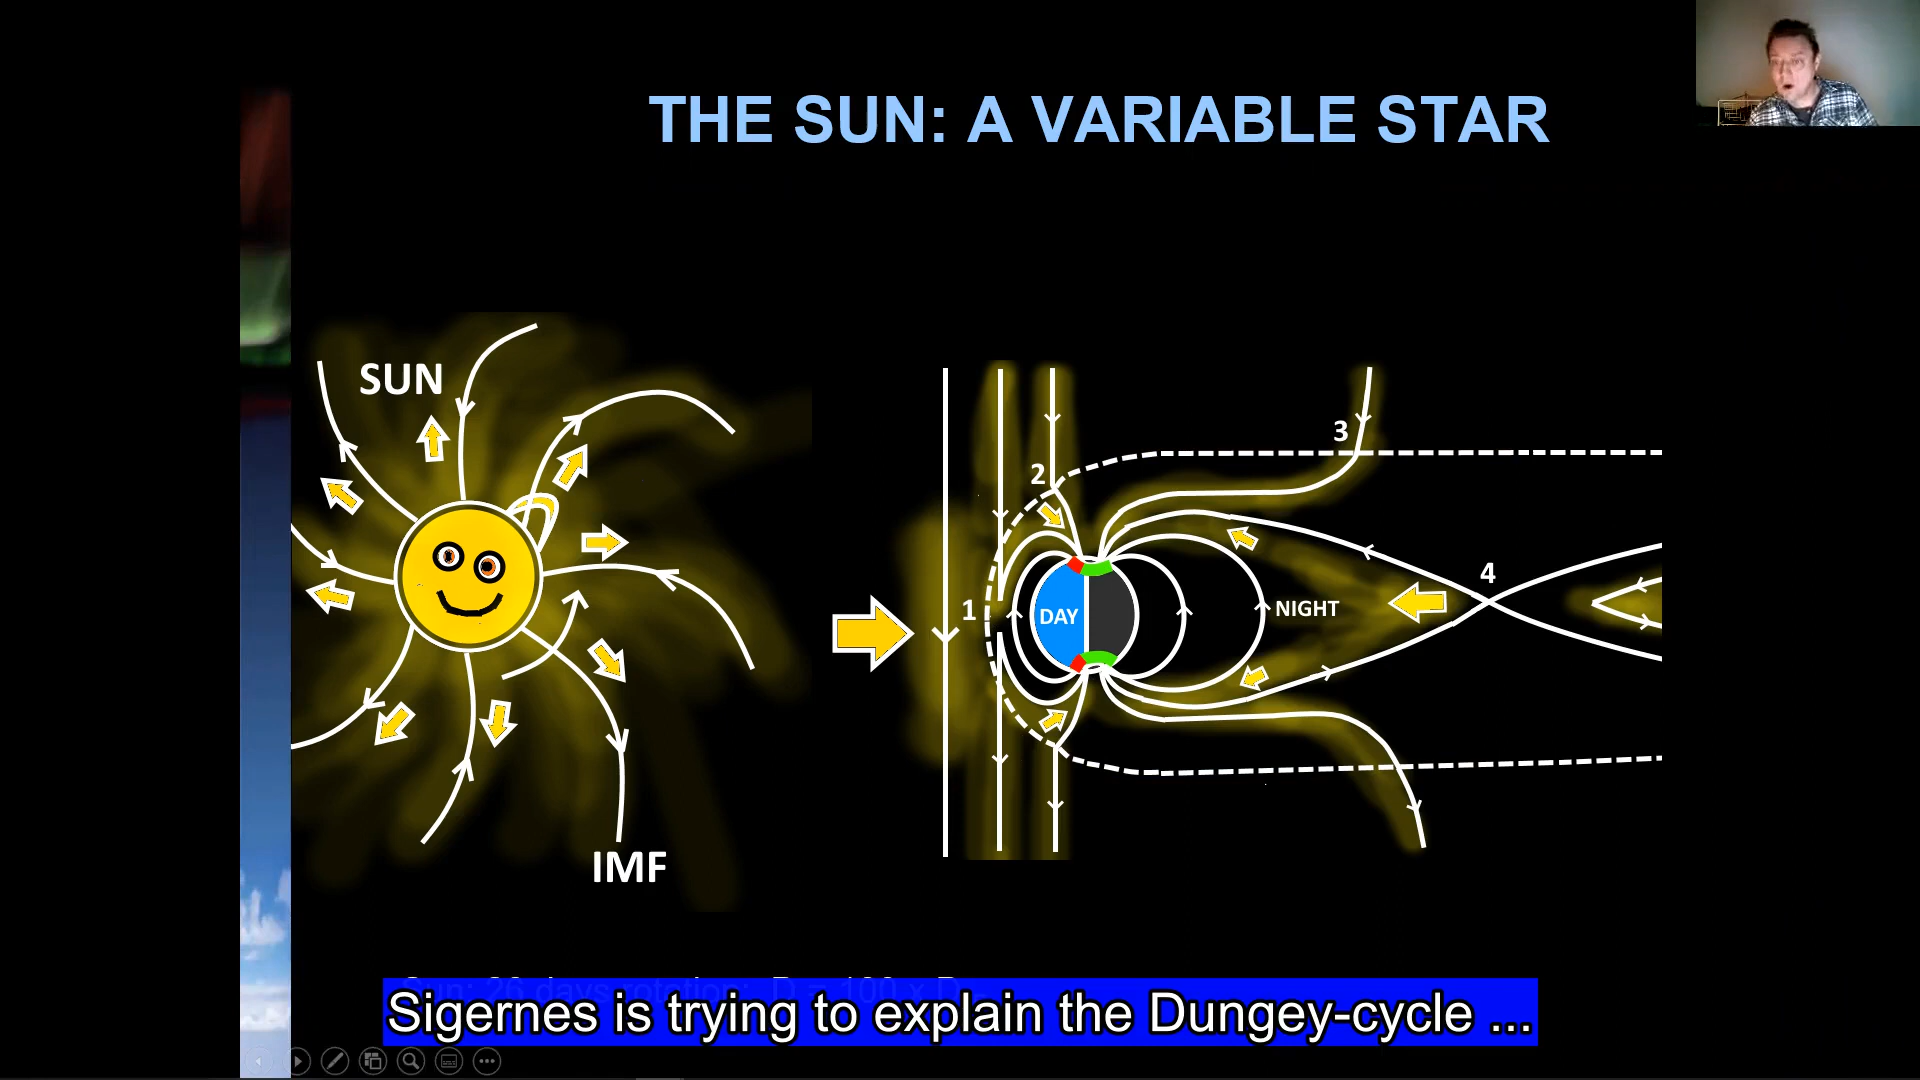 THE SUN: A VARIABLE STAR
SUN
3
2
4
1
DAY
NIGHT
IMF
Sigernes is trying to explain the Dungey-cycle ...